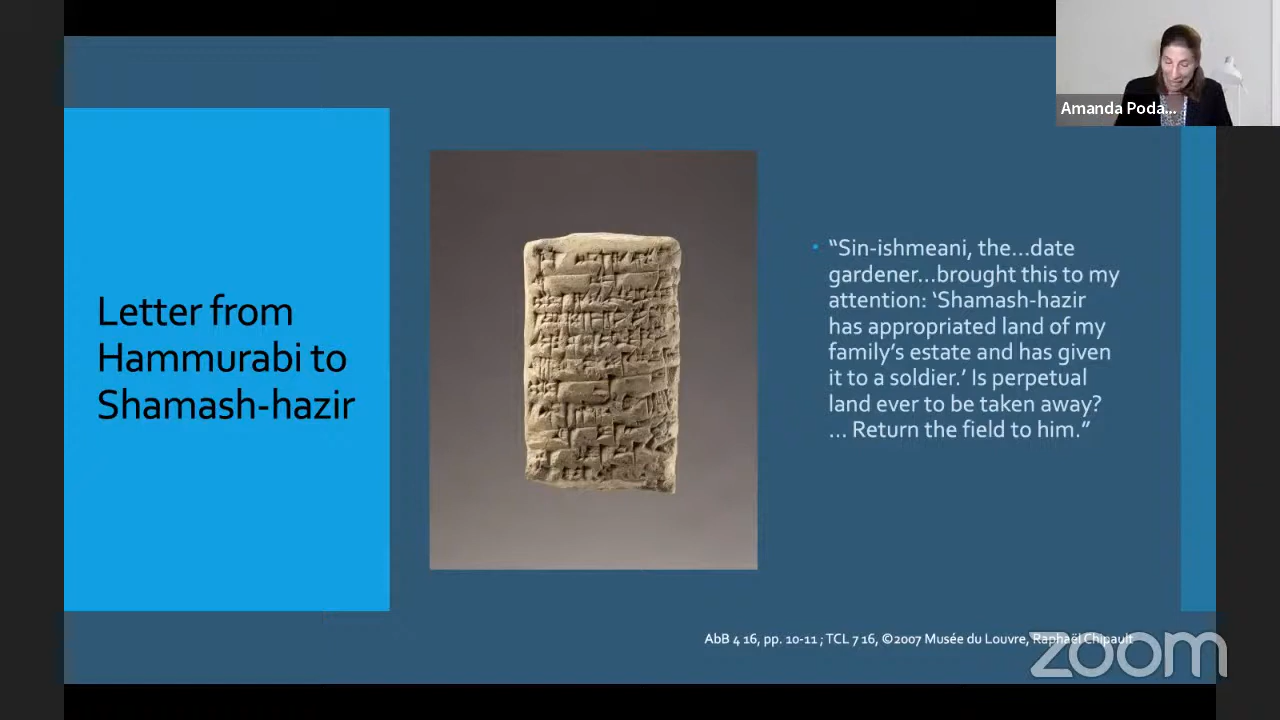 Amanda Poda...
Letter from
Hammurabi to
Shamash-hazir
• “Sin-ishmeani, the…date
gardener…brought this to my
attention: ‘Shamash-hazir
has appropriated land of my
family’s estate and has given
it to a soldier.’ Is perpetual
land ever to be taken away?
… Return the field to him.”
AbB 4 16, pp. 10-11 ; TCL 7 16, ©2007 Musée du Louvre, Raphaël Chipault
zoom